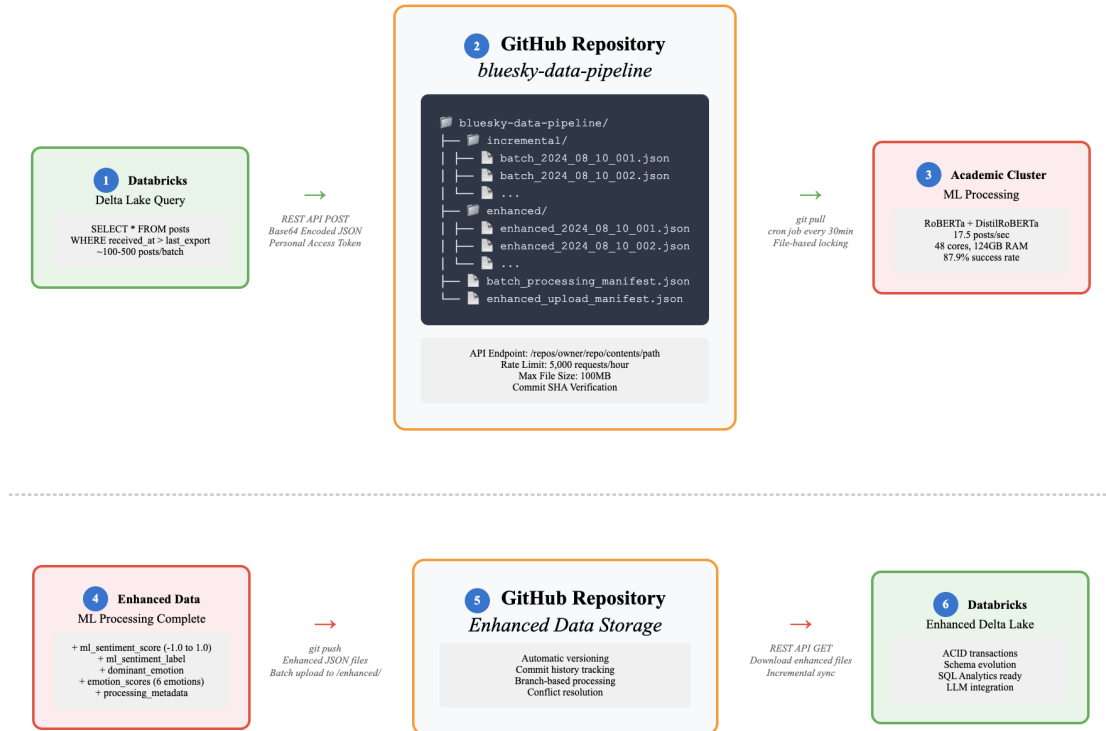 2 GitHub Repository
bluesky-data-pipeline
bluesky-data-pipeline/
├── incremental/
│ ├── batch_2024_08_10_001.json
│ ├── batch_2024_08_10_002.json
│ └── ...
├── enhanced/
│ ├── enhanced_2024_08_10_001.json
│ ├── enhanced_2024_08_10_002.json
│ └── ...
├── batch_processing_manifest.json
└── enhanced_upload_manifest.json
API Endpoint: /repos/owner/repo/contents/path
Rate Limit: 5,000 requests/hour
Max File Size: 100MB
Commit SHA Verification
1 Databricks
Delta Lake Query
SELECT * FROM posts
WHERE received_at > last_export
~100-500 posts/batch
→
REST API POST
Base64 Encoded JSON
Personal Access Token
→
git pull
cron job every 30min
File-based locking
3 Academic Cluster
ML Processing
RoBERTa + DistilRoBERTa
17.5 posts/sec
48 cores, 124GB RAM
87.9% success rate
4 Enhanced Data
ML Processing Complete
+ ml_sentiment_score (-1.0 to 1.0)
+ ml_sentiment_label
+ dominant_emotion
+ emotion_scores (6 emotions)
+ processing_metadata
→
git push
Enhanced JSON files
Batch upload to /enhanced/
5 GitHub Repository
Enhanced Data Storage
Automatic versioning
Commit history tracking
Branch-based processing
Conflict resolution
→
REST API GET
Download enhanced files
Incremental sync
6 Databricks
Enhanced Delta Lake
ACID transactions
Schema evolution
SQL Analytics ready
LLM integration